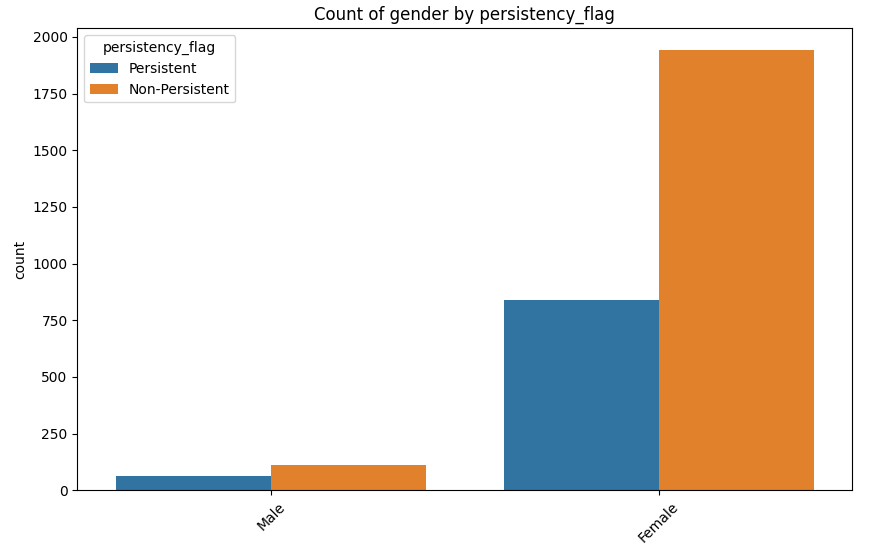 Count of gender by persistency_flag
persistency_flag
Persistent
Non-Persistent
2000
1750
1500
1250
1000
750
500
250
0
count
Male
Female